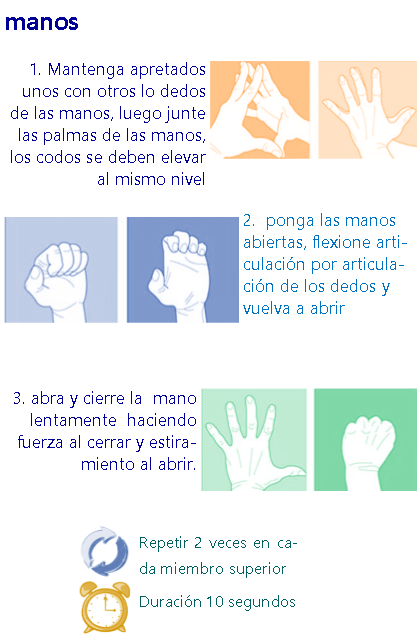 manos
1. Mantenga apretados
unos con otros lo dedos
de las manos, luego junte
las palmas de las manos,
los codos se deben elevar
al mismo nivel
2. ponga las manos
abiertas, flexione arti-
culación por articula-
ción de los dedos y
vuelva a abrir
3. abra y cierre la mano
lentamente haciendo
fuerza al cerrar y estira-
miento al abrir.
Repetir 2 veces en ca-
da miembro superior
Duración 10 segundos